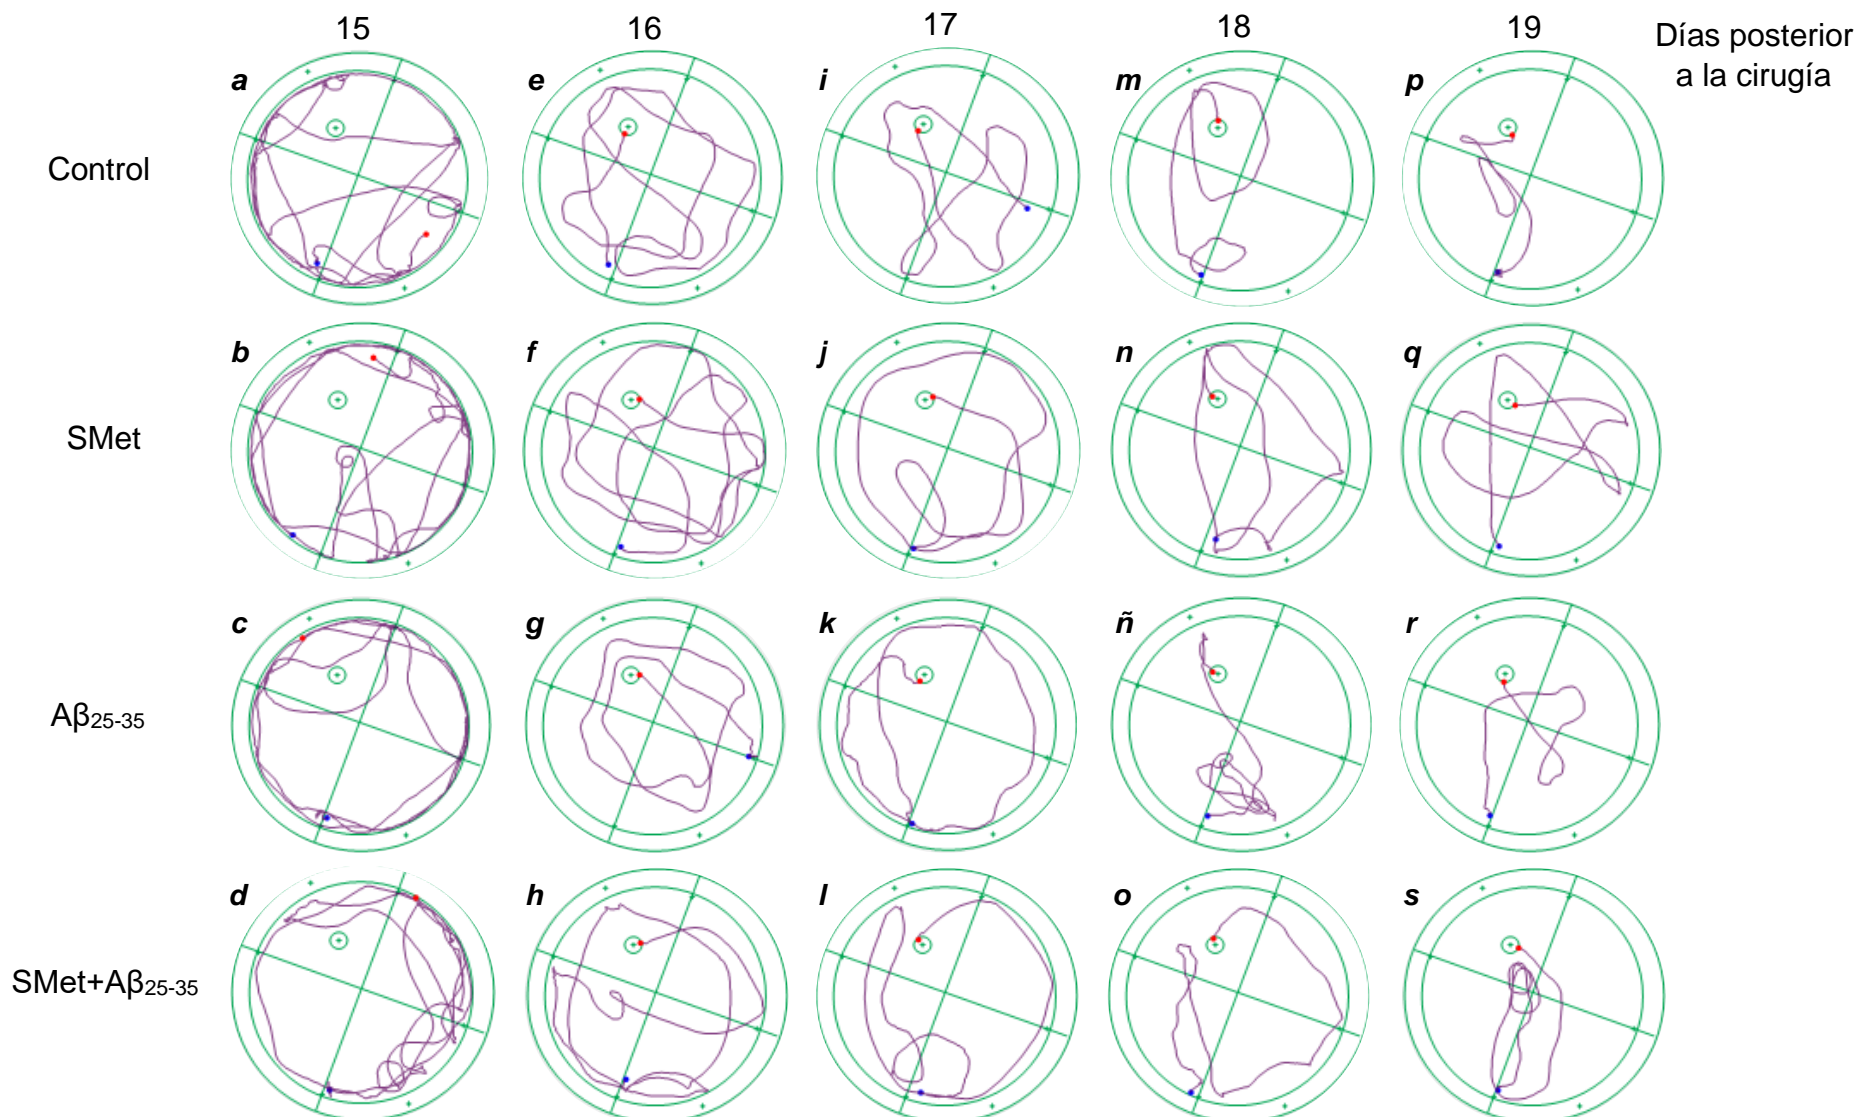 15 16 17 18 19 Días posterior
a la cirugía
a e i m p
Control
b f j n q
SMet
c g k ñ r
Aβ25-35
d h l o s
SMet+Aβ25-35